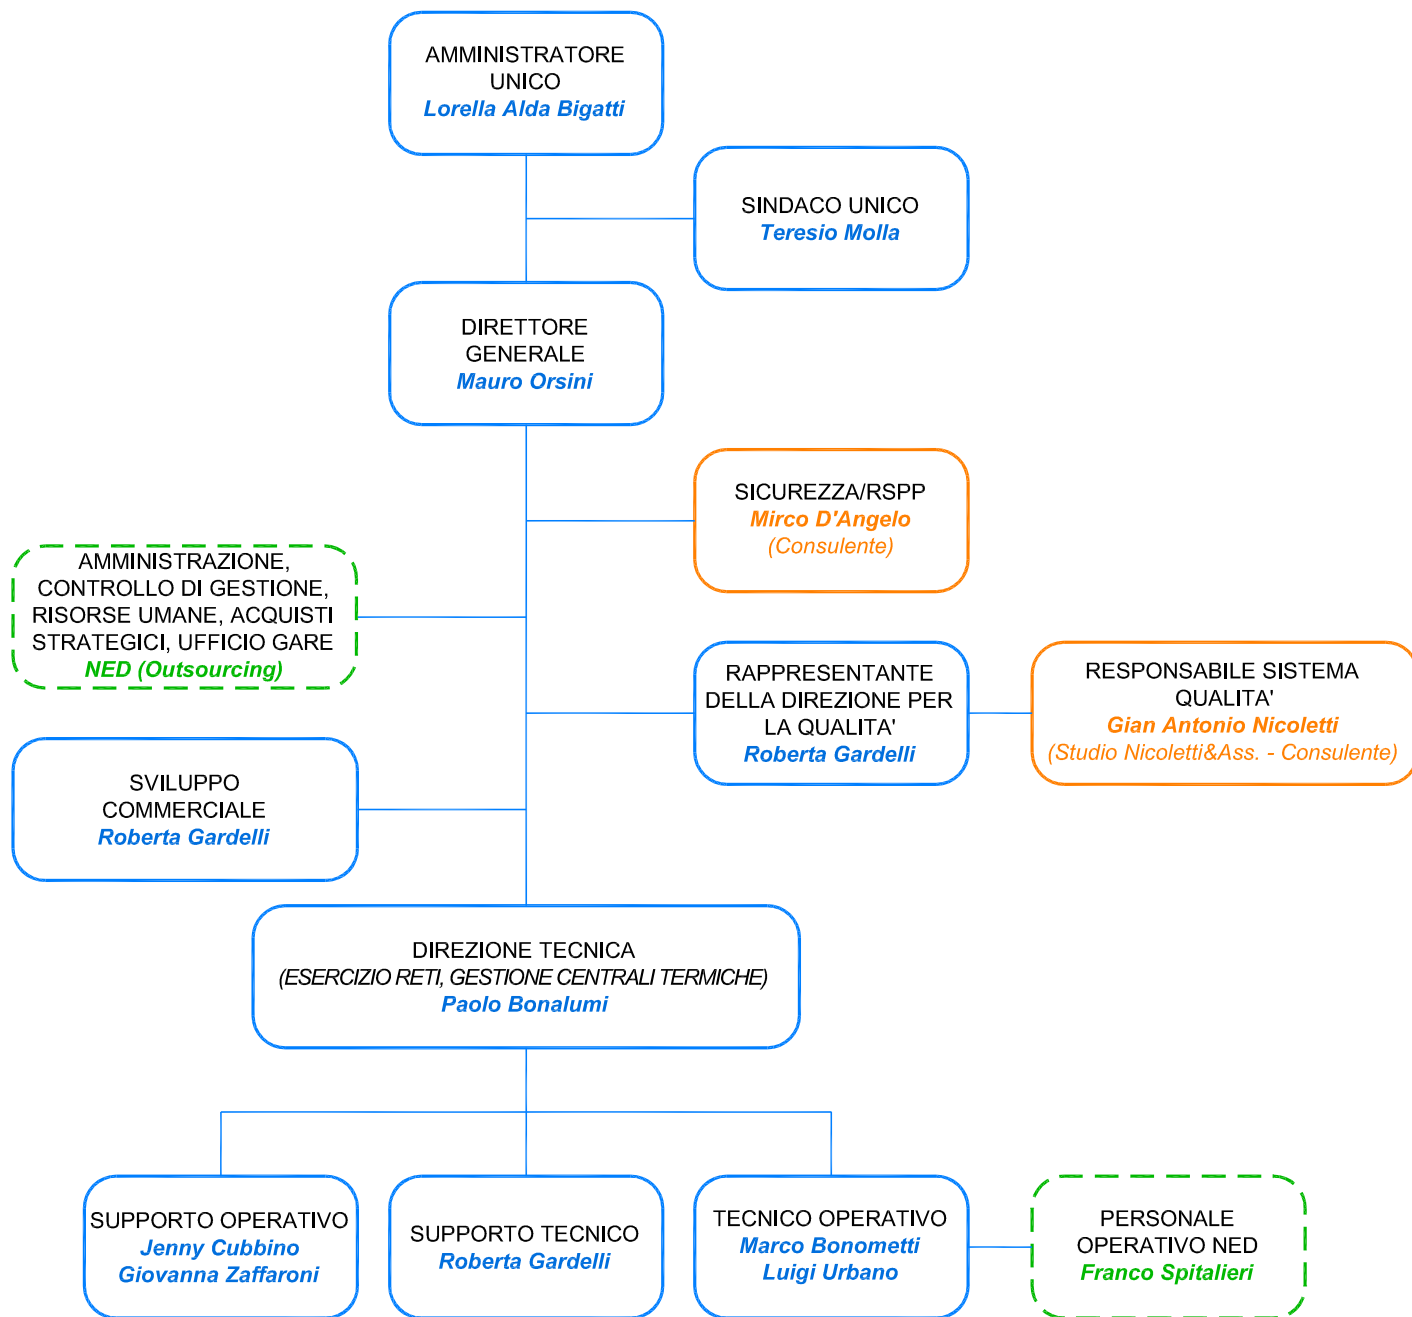 AMMINISTRATORE
UNICO
Lorella Alda Bigatti
SINDACO UNICO
Teresio Molla
DIRETTORE
GENERALE
Mauro Orsini
SICUREZZA/RSPP
Mirco D'Angelo
(Consulente)
AMMINISTRAZIONE,
CONTROLLO DI GESTIONE,
RISORSE UMANE, ACQUISTI
STRATEGICI, UFFICIO GARE
NED (Outsourcing)
RAPPRESENTANTE
DELLA DIREZIONE PER
LA QUALITA'
Roberta Gardelli
RESPONSABILE SISTEMA
QUALITA'
Gian Antonio Nicoletti
(Studio Nicoletti&Ass. - Consulente)
SVILUPPO
COMMERCIALE
Roberta Gardelli
DIREZIONE TECNICA
(ESERCIZIO RETI, GESTIONE CENTRALI TERMICHE)
Paolo Bonalumi
SUPPORTO OPERATIVO
Jenny Cubbino
Giovanna Zaffaroni
SUPPORTO TECNICO
Roberta Gardelli
TECNICO OPERATIVO
Marco Bonometti
Luigi Urbano
PERSONALE
OPERATIVO NED
Franco Spitalieri